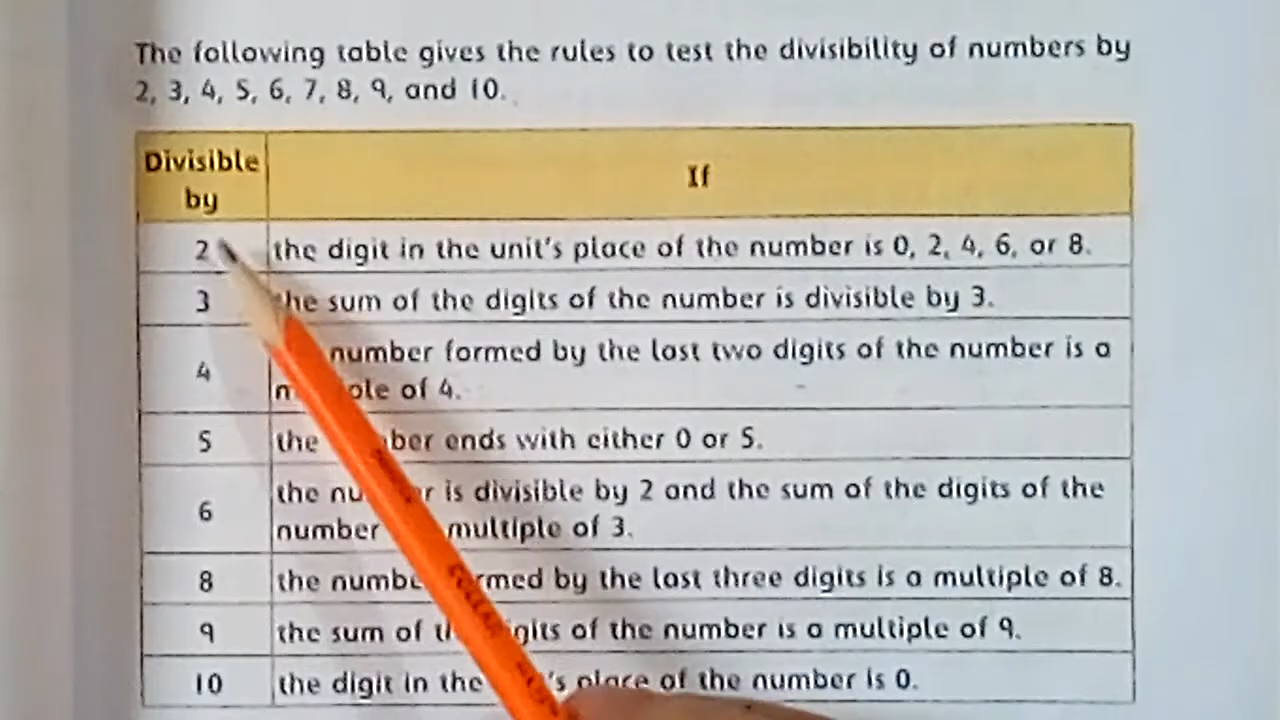 The following table gives the rules to test the divisibility of numbers by
2, 3, 4, 5, 6, 7, 8, 9, and 10.
Divisible
by
If
2 the digit in the unit's place of the number is 0, 2, 4, 6, or 8.
3 the sum of the digits of the number is divisible by 3.
4 number formed by the last two digits of the number is a
of 4.
5 the ends with either 0 or 5.
6 the is divisible by 2 and the sum of the digits of the
number multiple of 3.
8 the number formed by the last three digits is a multiple of 8.
9 the sum of the digits of the number is a multiple of 9.
10 the digit in the place of the number is 0.